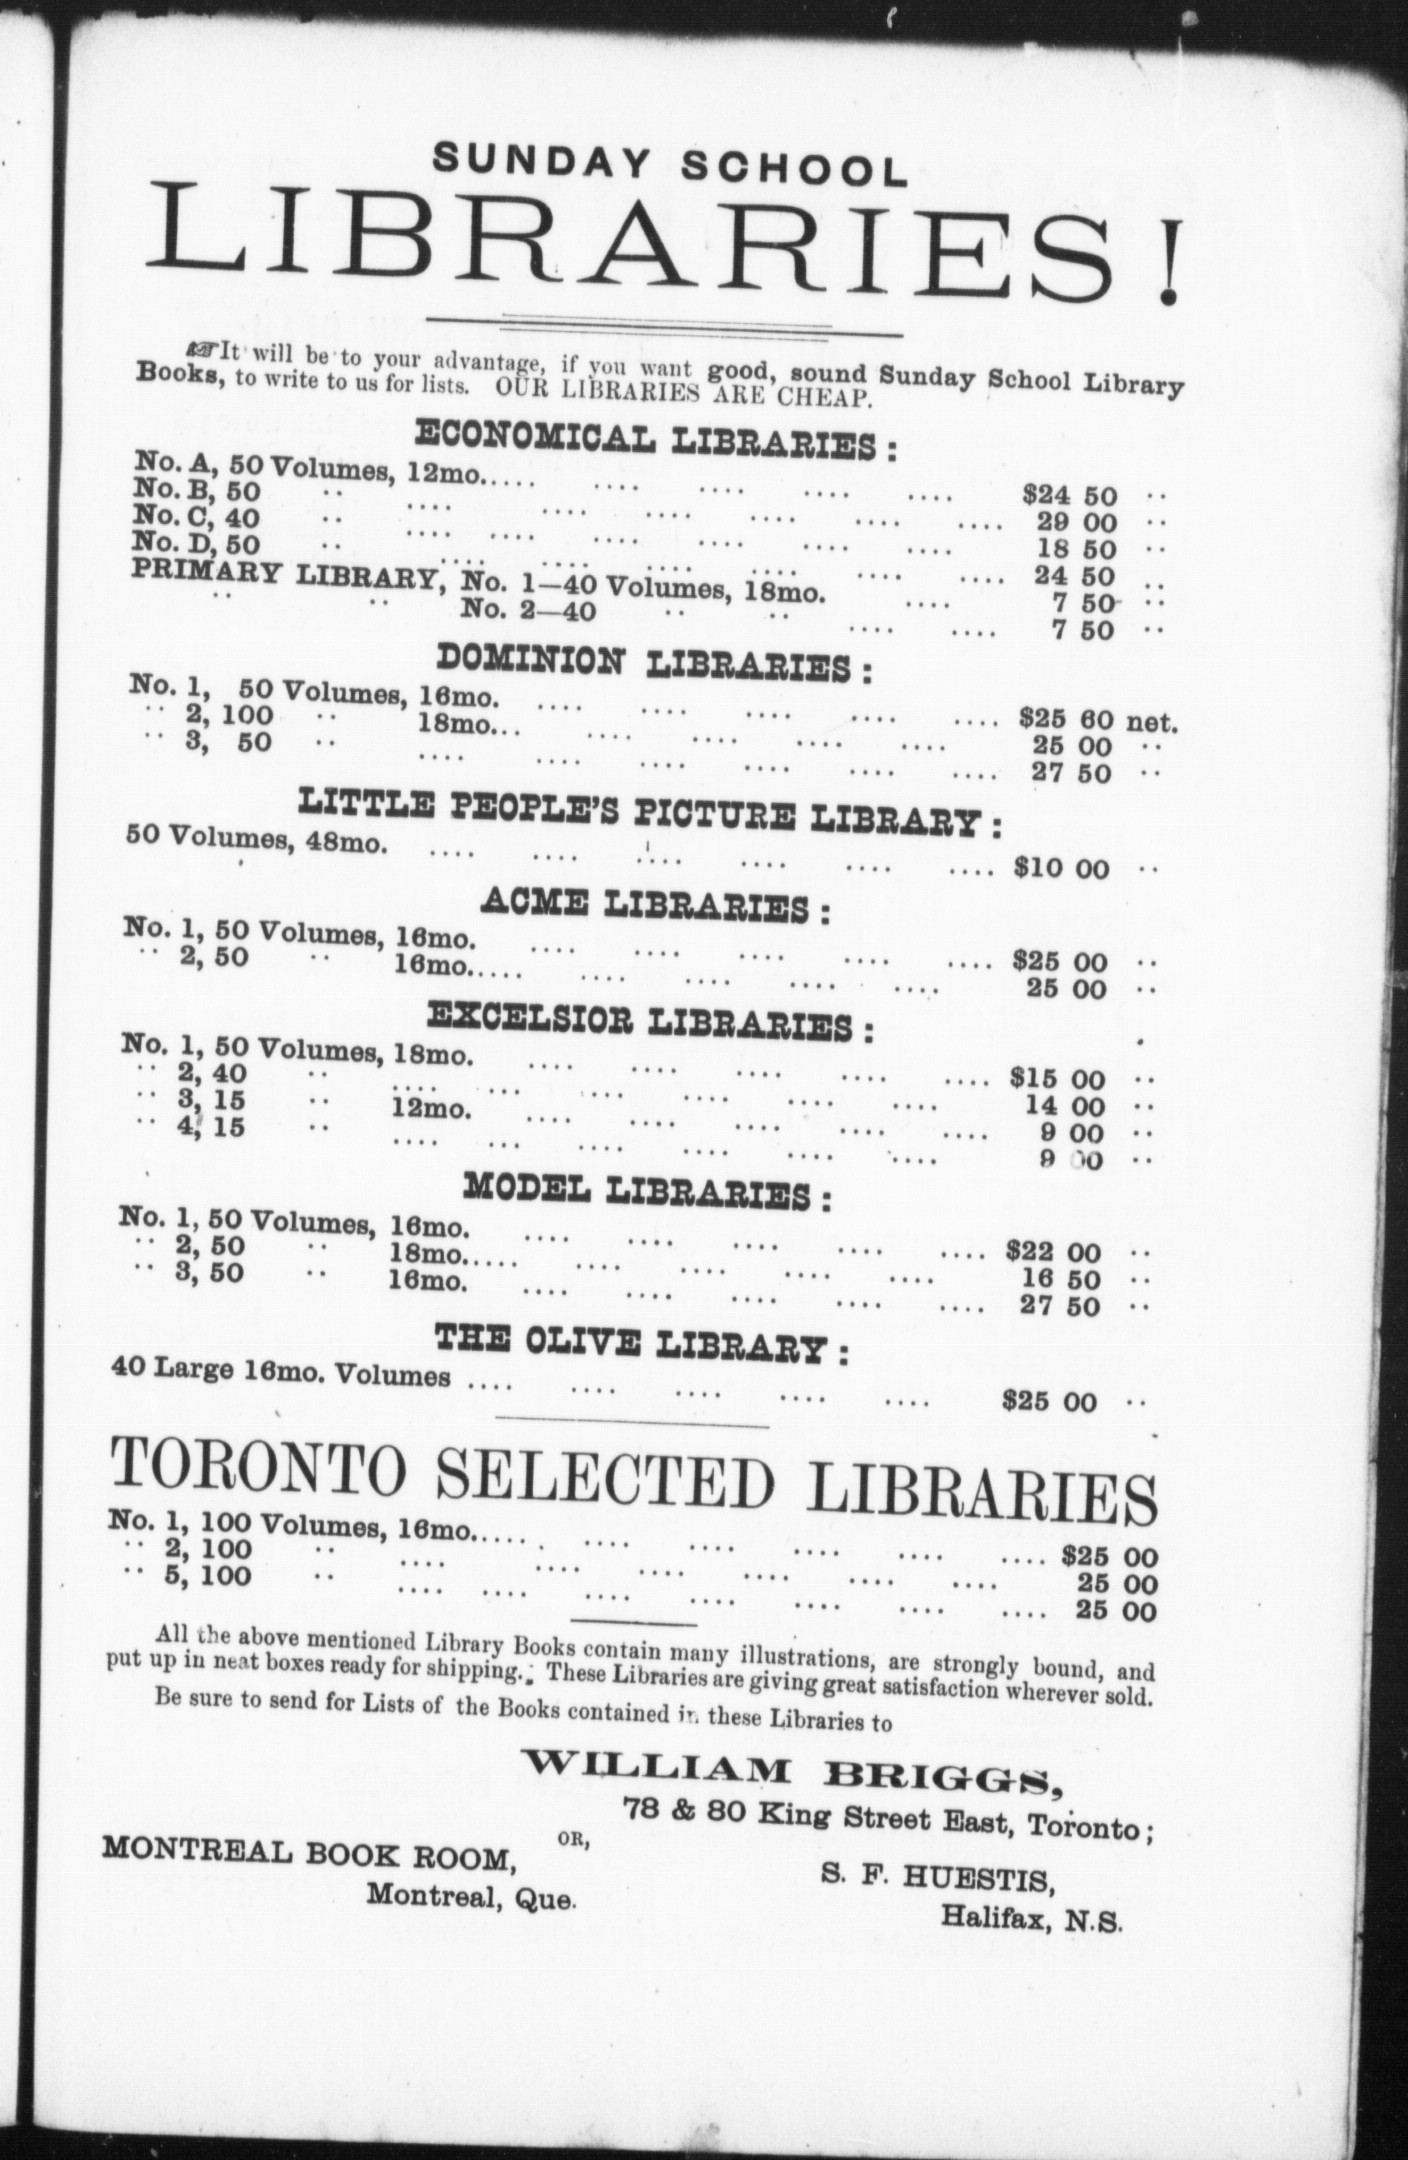 SUNDAY SCHOOL
LIBRARIES!
☞It will be to your advantage, if you want good, sound Sunday School Library
Books, to write to us for lists. OUR LIBRARIES ARE CHEAP.
ECONOMICAL LIBRARIES:
No. A, 50 Volumes, 12mo..... .... .... .... .... $24 50 ..
No. B, 50 .. .... .... .... .... .... .... 29 00 ..
No. C, 40 .. .... .... .... .... .... .... 18 50 ..
No. D, 50 .. .... .... .... .... .... .... 24 50 ..
PRIMARY LIBRARY, No. 1—40 Volumes, 18mo. .... 7 50 ..
.. .. No. 2—40 .. .. .... .... 7 50 ..
DOMINION LIBRARIES:
No. 1, 50 Volumes, 16mo. .... .... .... .... .... $25 60 net.
.. 2, 100 .. 18mo... .... .... .... .... 25 00 ..
.. 3, 50 .. .... .... .... .... .... .... 27 50 ..
LITTLE PEOPLE'S PICTURE LIBRARY:
50 Volumes, 48mo. .... .... .... .... .... .... $10 00 ..
ACME LIBRARIES:
No. 1, 50 Volumes, 16mo. .... .... .... .... .... $25 00 ..
.. 2, 50 .. 16mo..... .... .... .... .... 25 00 ..
EXCELSIOR LIBRARIES:
No. 1, 50 Volumes, 18mo. .... .... .... .... .... $15 00 ..
.. 2, 40 .. .... ... .... .... .... .... 14 00 ..
.. 3, 15 .. 12mo. .... .... .... .... .... 9 00 ..
.. 4, 15 .. .... ... .... .... .... .... 9 00 ..
MODEL LIBRARIES:
No. 1, 50 Volumes, 16mo. .... .... .... .... .... $22 00 ..
.. 2, 50 .. 18mo..... .... .... .... .... 16 50 ..
.. 3, 50 .. 16mo. .... .... .... .... .... 27 50 ..
THE OLIVE LIBRARY:
40 Large 16mo. Volumes .... .... .... .... .... $25 00 ..
TORONTO SELECTED LIBRARIES
No. 1, 100 Volumes, 16mo..... .... .... .... .... .... $25 00
.. 2, 100 .. .... .... .... .... .... .... 25 00
.. 5, 100 .. .... .... .... .... .... .... .... 25 00
All the above mentioned Library Books contain many illustrations, are strongly bound, and
put up in neat boxes ready for shipping. These Libraries are giving great satisfaction wherever sold.
Be sure to send for Lists of the Books contained in these Libraries to
WILLIAM BRIGGS,
78 & 80 King Street East, Toronto;
OR,
MONTREAL BOOK ROOM,
Montreal, Que.
S. F. HUESTIS,
Halifax, N.S.